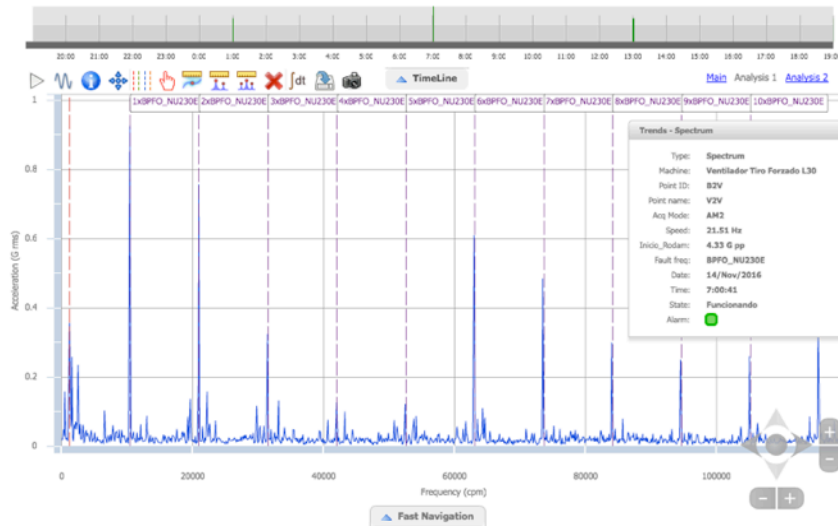 20:00 21:00 22:00 23:00 0:00 1:00 2:00 3:00 4:00 5:00 6:00 7:00 8:00 9:00 10:00 11:00 12:00 13:00 14:00 15:00 16:00 17:00 18:00 19:00
∫dt TimeLine Main Analysis 1 Analysis 2
1xBPFO_NU230E 2xBPFO_NU230E 3xBPFO_NU230E 4xBPFO_NU230E 5xBPFO_NU230E 6xBPFO_NU230E 7xBPFO_NU230E 8xBPFO_NU230E 9xBPFO_NU230E 10xBPFO_NU230E
Acceleration (G rms)
1
0.8
0.6
0.4
0.2
0
Trends - Spectrum
Type: Spectrum
Machine: Ventilador Tiro Forzado L30
Point ID: B2V
Point name: V2V
Acq Mode: AM2
Speed: 21.51 Hz
Inicio_Rodam: 4.33 G pp
Fault freq: BPFO_NU230E
Date: 14/Nov/2016
Time: 7:00:41
State: Funcionando
Alarm:
0 20000 40000 60000 80000 100000
Frequency (cpm)
Fast Navigation